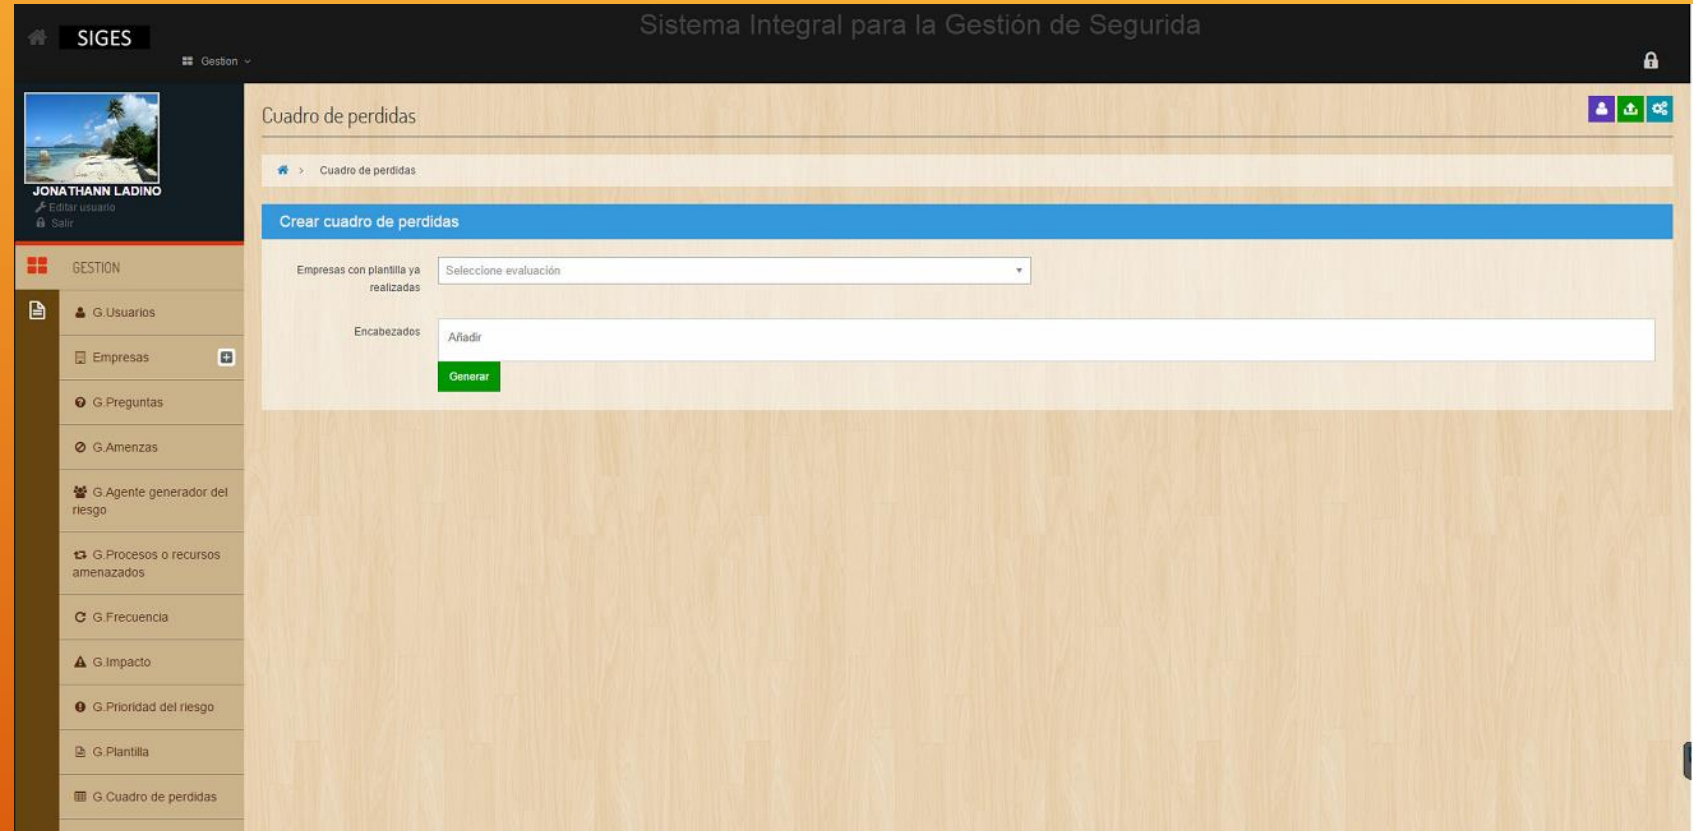 Sistema Integral para la Gestión de Segurida
SIGES
Gestion
JONATHANN LADINO
Editar usuario
Salir
GESTION
G.Usuarios
Empresas
G.Preguntas
G.Amenzas
G.Agente generador del
riesgo
G.Procesos o recursos
amenazados
G.Frecuencia
G.Impacto
G.Prioridad del riesgo
G.Plantilla
G.Cuadro de perdidas
Cuadro de perdidas
> Cuadro de perdidas
Crear cuadro de perdidas
Empresas con plantilla ya
realizadas
Seleccione evaluación
Encabezados
Añadir
Generar